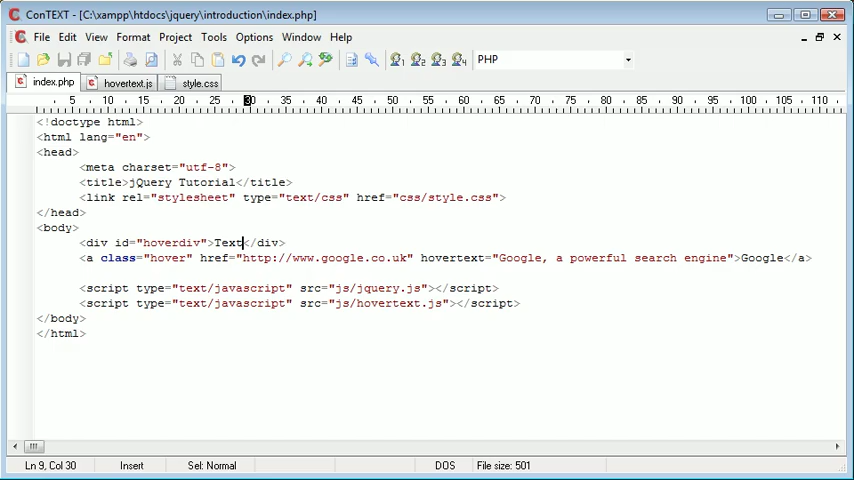 ConTEXT - [C:\xampp\htdocs\jquery\introduction\index.php]
File Edit View Format Project Tools Options Window Help
1 2 3 4 PHP
index.php hovertext.js style.css
5 10 15 20 25 30 35 40 45 50 55 60 65 70 75 80 85 90 95 100 105 110
<!doctype html>
<html lang="en">
<head>
<meta charset="utf-8">
<title>jQuery Tutorial</title>
<link rel="stylesheet" type="text/css" href="css/style.css">
</head>
<body>
<div id="hoverdiv">Text</div>
<a class="hover" href="http://www.google.co.uk" hovertext="Google, a powerful search engine">Google</a>
<script type="text/javascript" src="js/jquery.js"></script>
<script type="text/javascript" src="js/hovertext.js"></script>
</body>
</html>
Ln 9, Col 30 Insert Sel: Normal DOS File size: 501